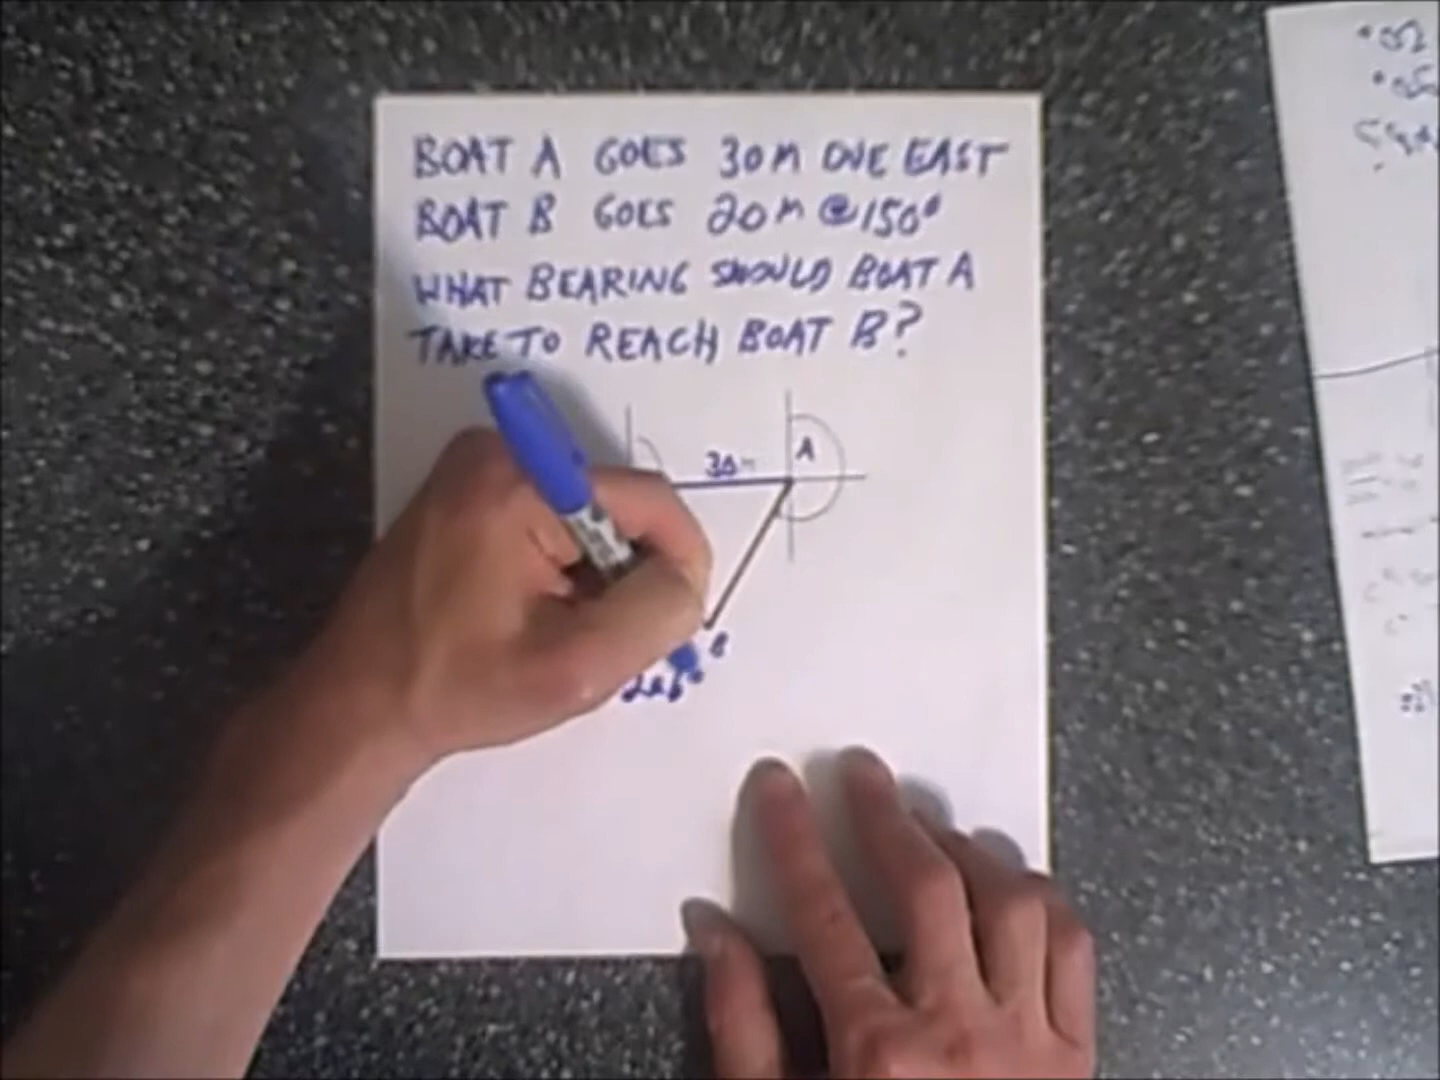 BOAT A GOES 30m DUE EAST
BOAT B GOES 20m @ 150°
WHAT BEARING SHOULD BOAT A
TAKE TO REACH BOAT B?
A
30m
B